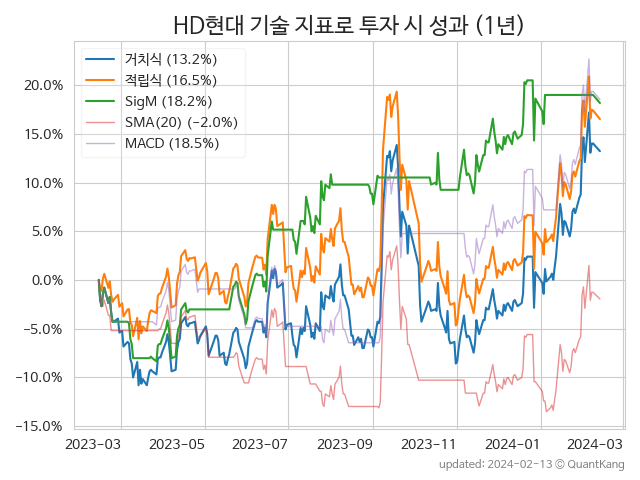 HD현대 기술 지표로 투자 시 성과 (1년)
거치식 (13.2%)
적립식 (16.5%)
SigM (18.2%)
SMA(20) (−2.0%)
MACD (18.5%)
20.0%
15.0%
10.0%
5.0%
0.0%
−5.0%
−10.0%
−15.0%
2023-03 2023-05 2023-07 2023-09 2023-11 2024-01 2024-03
updated: 2024-02-13 ⓒ QuantKang